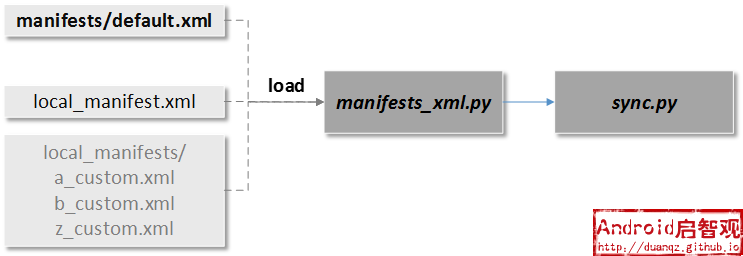 manifests/default.xml
local_manifest.xml
local_manifests/
a_custom.xml
b_custom.xml
z_custom.xml
load
manifests_xml.py
sync.py
Android启智观
http://duanqz.github.io